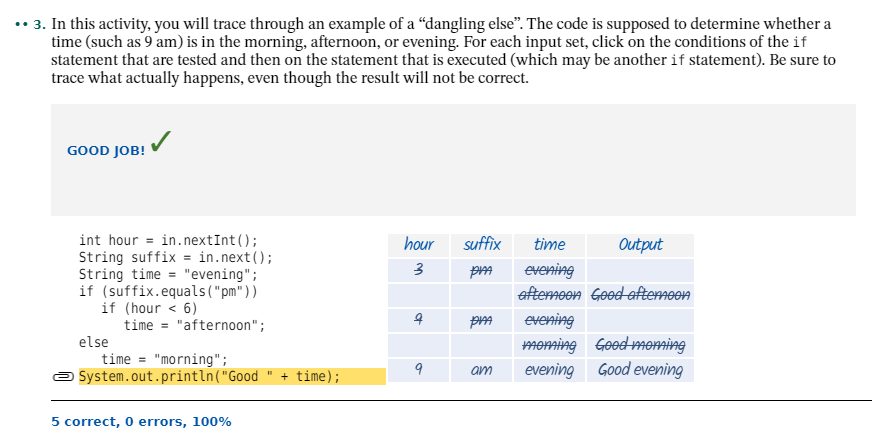 •• 3. In this activity, you will trace through an example of a “dangling else”. The code is supposed to determine whether a
time (such as 9 am) is in the morning, afternoon, or evening. For each input set, click on the conditions of the if
statement that are tested and then on the statement that is executed (which may be another if statement). Be sure to
trace what actually happens, even though the result will not be correct.
GOOD JOB! ✓
int hour = in.nextInt();
String suffix = in.next();
String time = "evening";
if (suffix.equals("pm"))
if (hour < 6)
time = "afternoon";
else
time = "morning";
System.out.println("Good " + time);
hour suffix time Output
3 pm evening
afternoon Good afternoon
9 pm evening
morning Good morning
9 am evening Good evening
5 correct, 0 errors, 100%